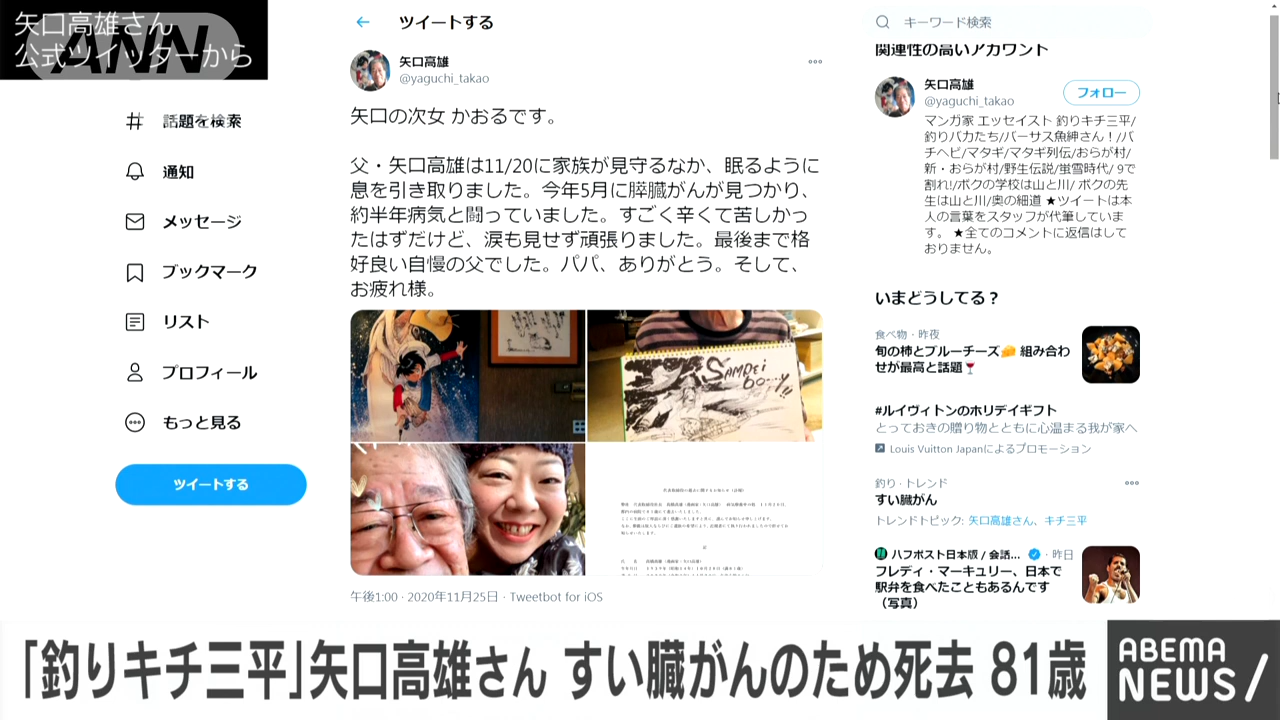 矢口高雄さん
公式ツイッターから
ANN
話題を検索
通知
メッセージ
ブックマーク
リスト
プロフィール
もっと見る
ツイートする
ツイートする
矢口高雄
@yaguchi_takao
矢口の次女 かおるです。
父・矢口高雄は11/20に家族が見守るなか、眠るように
息を引き取りました。今年5月に膵臓がんが見つかり、
約半年病気と闘っていました。すごく辛くて苦しかっ
たはずだけど、涙も見せず頑張りました。最後まで格
好良い自慢の父でした。パパ、ありがとう。そして、
お疲れ様。
SANPEI
bo---y!!
午後1:00 · 2020年11月25日 · Tweetbot for iOS
キーワード検索
関連性の高いアカウント
矢口高雄
@yaguchi_takao
フォロー
マンガ家 エッセイスト 釣りキチ三平/
釣りバカたち/バーサス魚紳さん！/バ
チヘビ/マタギ/マタギ列伝/おらが村/
新・おらが村/野生伝説/蛍雪時代/ 9で
割れ!/ボクの学校は山と川/ ボクの先
生は山と川/奥の細道 ★ツイートは本
人の言葉をスタッフが代筆していま
す。 ★全てのコメントに返信はして
おりません。
いまどうしてる？
食べ物 · 昨夜
旬の柿とブルーチーズ🧀 組み合わ
せが最高と話題🍷
#ルイヴィトンのホリデイギフト
とっておきの贈り物とともに心温まる我が家へ
Louis Vuitton Japanによるプロモーション
釣り · トレンド
すい臓がん
トレンドトピック: 矢口高雄さん、キチ三平
ハフポスト日本版 / 会話... · 昨日
フレディ・マーキュリー、日本で
駅弁を食べたこともあるんです
（写真）
「釣りキチ三平」矢口高雄さん すい臓がんのため死去 81歳
ABEMA
NEWS/